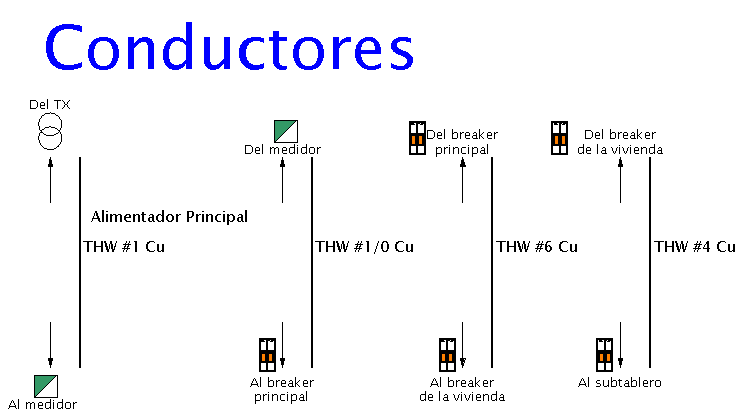 Conductores
Del TX
Del medidor
Del breaker
principal
Del breaker
de la vivienda
Alimentador Principal
THW #1 Cu
THW #1/0 Cu
THW #6 Cu
THW #4 Cu
Al medidor
Al breaker
principal
Al breaker
de la vivienda
Al subtablero